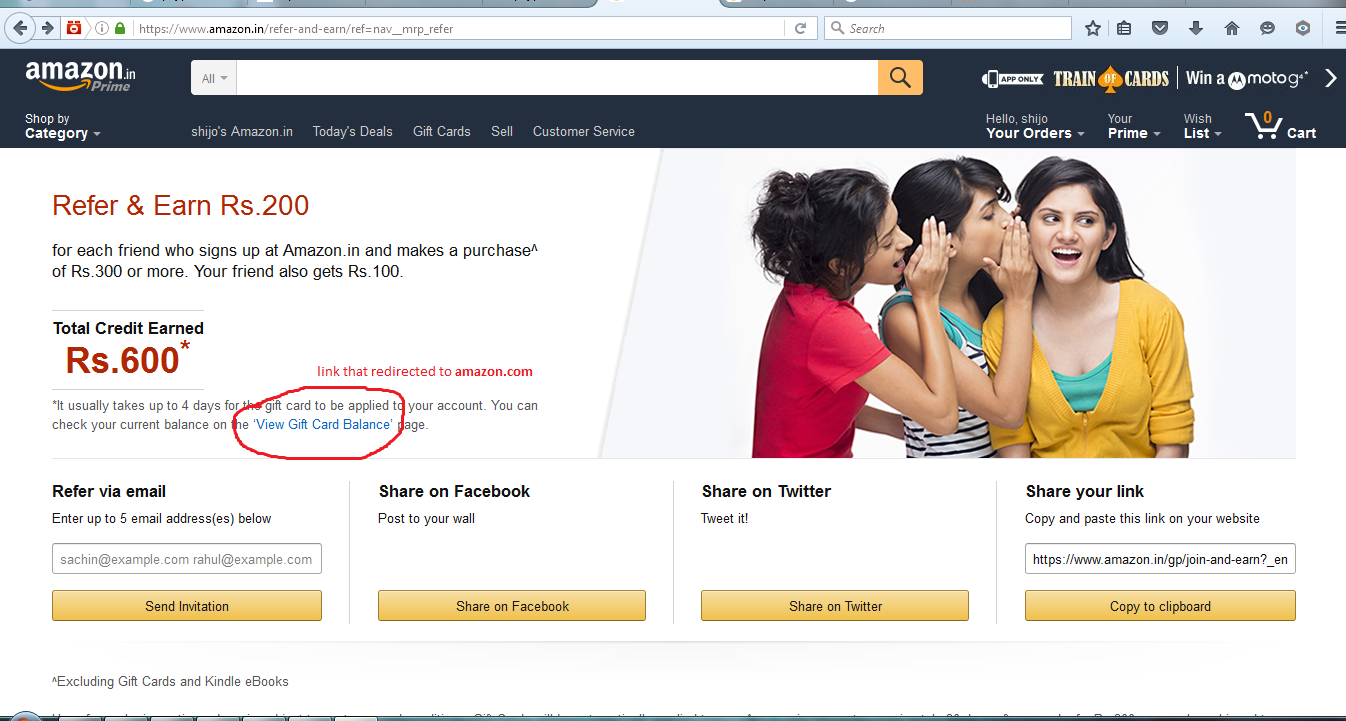 https://www.amazon.in/refer-and-earn/ref=nav__mrp_refer
Search
amazon.in
Prime
All
APP ONLY
TRAIN OF CARDS
Win a moto g⁴*
Shop by
Category
shijo's Amazon.in
Today's Deals
Gift Cards
Sell
Customer Service
Hello, shijo
Your Orders
Your
Prime
Wish
List
0
Cart
Refer & Earn Rs.200
for each friend who signs up at Amazon.in and makes a purchase^
of Rs.300 or more. Your friend also gets Rs.100.
Total Credit Earned
Rs.600*
link that redirected to amazon.com
*It usually takes up to 4 days for the gift card to be applied to your account. You can
check your current balance on the 'View Gift Card Balance' page.
Refer via email
Enter up to 5 email address(es) below
sachin@example.com rahul@example.com
Send Invitation
Share on Facebook
Post to your wall
Share on Facebook
Share on Twitter
Tweet it!
Share on Twitter
Share your link
Copy and paste this link on your website
https://www.amazon.in/gp/join-and-earn?_en
Copy to clipboard
^Excluding Gift Cards and Kindle eBooks